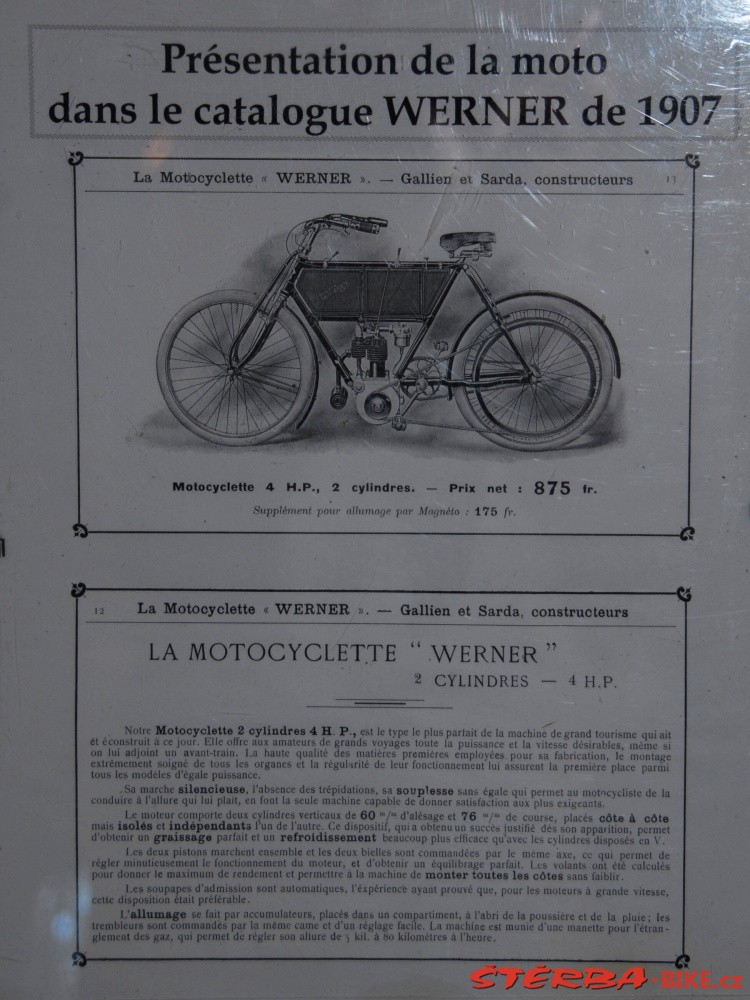 Présentation de la moto
dans le catalogue WERNER de 1907
La Motocyclette « WERNER ». — Gallien et Sarda, constructeurs 13
Motocyclette 4 H.P., 2 cylindres. — Prix net : 875 fr.
Supplément pour allumage par Magnéto : 175 fr.
12 La Motocyclette « WERNER ». — Gallien et Sarda, constructeurs
LA MOTOCYCLETTE “ WERNER ”
2 CYLINDRES — 4 H.P.
Notre Motocyclette 2 cylindres 4 H. P., est le type le plus parfait de la machine de grand tourisme qui ait
ét éconstruit à ce jour. Elle offre aux amateurs de grands voyages toute la puissance et la vitesse désirables, même si
on lui adjoint un avant-train. La haute qualité des matières premières employées pour sa fabrication, le montage
extrêmement soigné de tous les organes et la régularité de leur fonctionnement lui assurent la première place parmi
tous les modèles d'égale puissance.
Sa marche silencieuse, l'absence des trépidations, sa souplesse sans égale qui permet au motocycliste de la
conduire à l'allure qui lui plait, en font la seule machine capable de donner satisfaction aux plus exigeants.
Le moteur comporte deux cylindres verticaux de 60 m/m d'alésage et 76 m/m de course, placés côte à côte
mais isolés et indépendants l'un de l'autre. Ce dispositif, qui a obtenu un succès justifié dès son apparition, permet
d'obtenir un graissage parfait et un refroidissement beaucoup plus efficace qu'avec les cylindres disposés en V.
Les deux pistons marchent ensemble et les deux bielles sont commandées par le même axe, ce qui permet de
régler minutieusement le fonctionnement du moteur, et d'obtenir un équilibrage parfait. Les volants ont été calculés
pour donner le maximum de rendement et permettre à la machine de monter toutes les côtes sans faiblir.
Les soupapes d'admission sont automatiques, l'éxpérience ayant prouvé que, pour les moteurs à grande vitesse,
cette disposition était préférable.
L'allumage se fait par accumulateurs, placés dans un compartiment, à l'abri de la poussière et de la pluie; les
trembleurs sont commandés par la même came et d'un réglage facile. La machine est munie d'une manette pour l'étran-
glement des gaz, qui permet de régler son allure de 5 kil. à 80 kilomètres à l'heure.
ŠTĚRBA-BIKE.cz